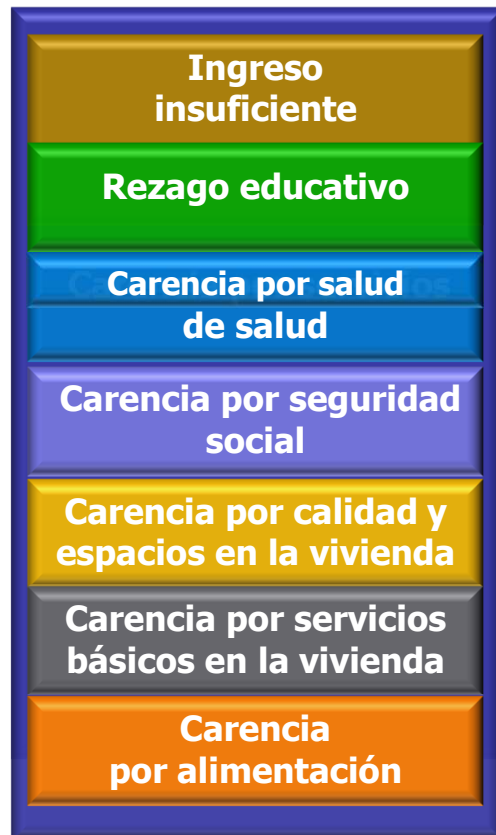 Ingreso
insuficiente
Rezago educativo
Carencia por salud
de salud
Carencia por seguridad
social
Carencia por calidad y
espacios en la vivienda
Carencia por servicios
básicos en la vivienda
Carencia
por alimentación